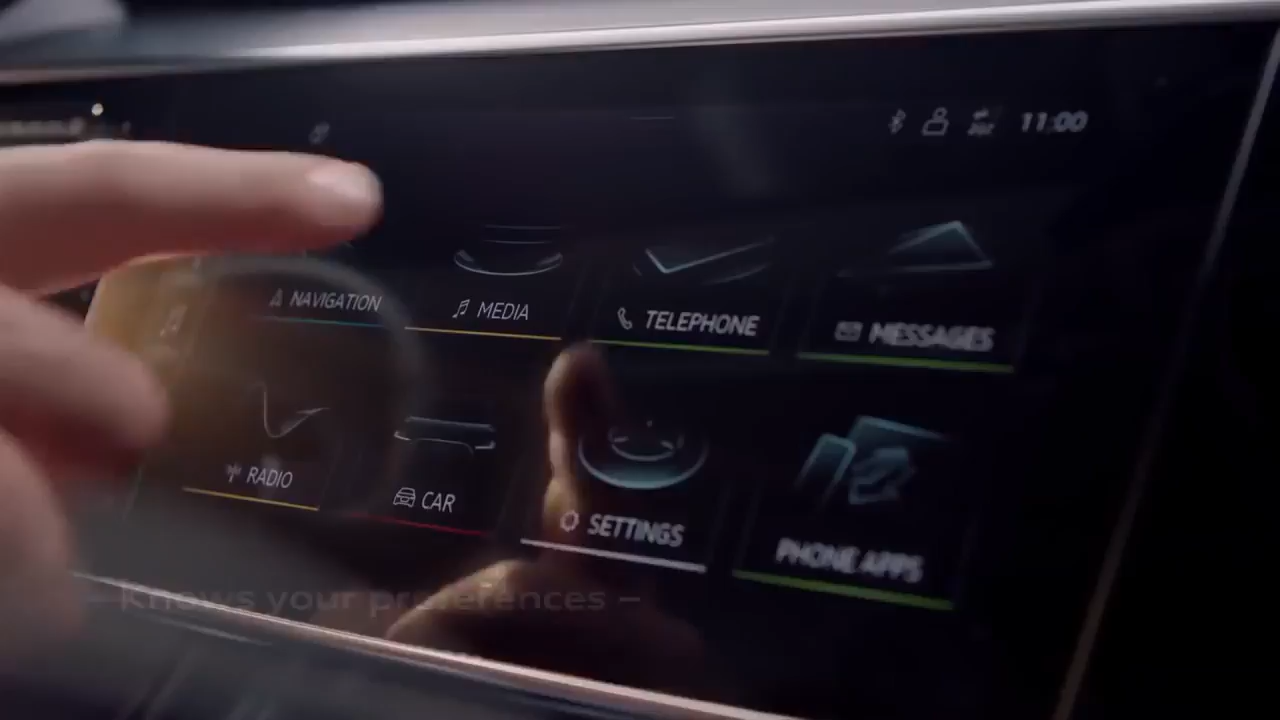 11:00
NAVIGATION
MEDIA
TELEPHONE
MESSAGES
RADIO
CAR
SETTINGS
PHONE APPS
– Knows your preferences –